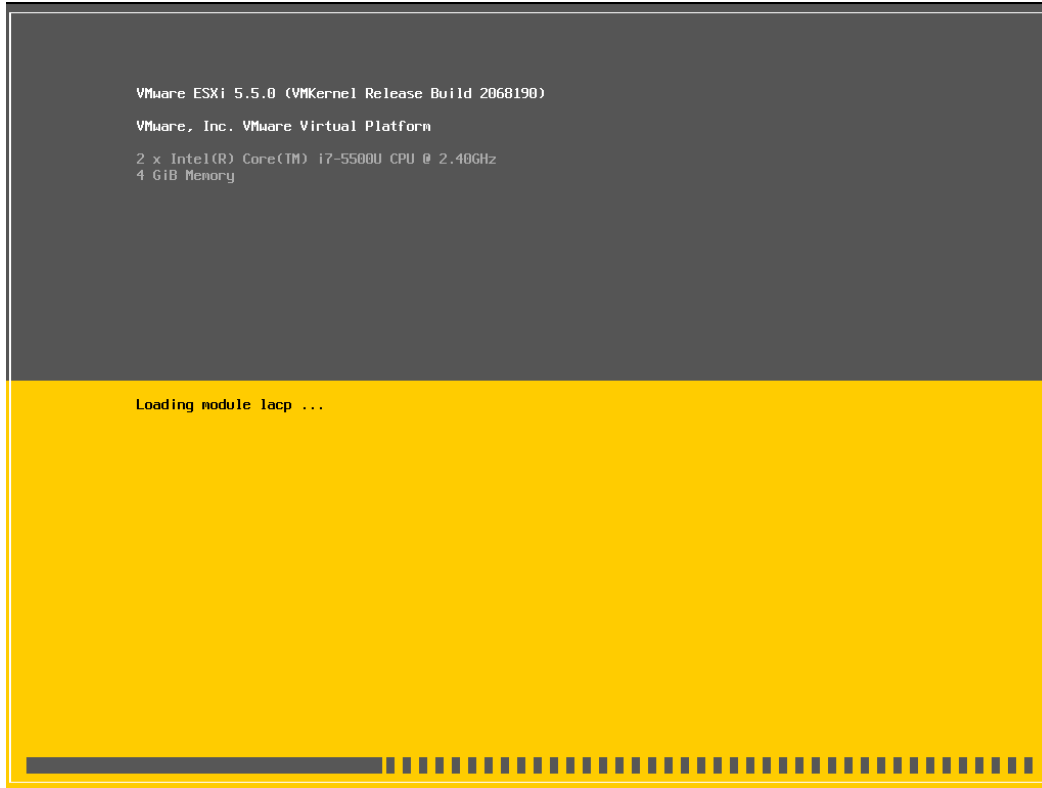 VMware ESXi 5.5.0 (VMKernel Release Build 2068190)
VMware, Inc. VMware Virtual Platform
2 x Intel(R) Core(TM) i7-5500U CPU @ 2.40GHz
4 GiB Memory
Loading module lacp ...